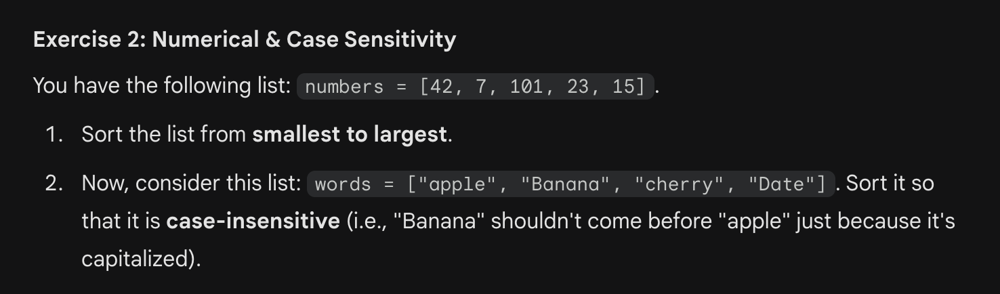 Exercise 2: Numerical & Case Sensitivity
You have the following list: numbers = [42, 7, 101, 23, 15].
1. Sort the list from smallest to largest.
2. Now, consider this list: words = ["apple", "Banana", "cherry", "Date"]. Sort it so
that it is case-insensitive (i.e., "Banana" shouldn't come before "apple" just because it's
capitalized).